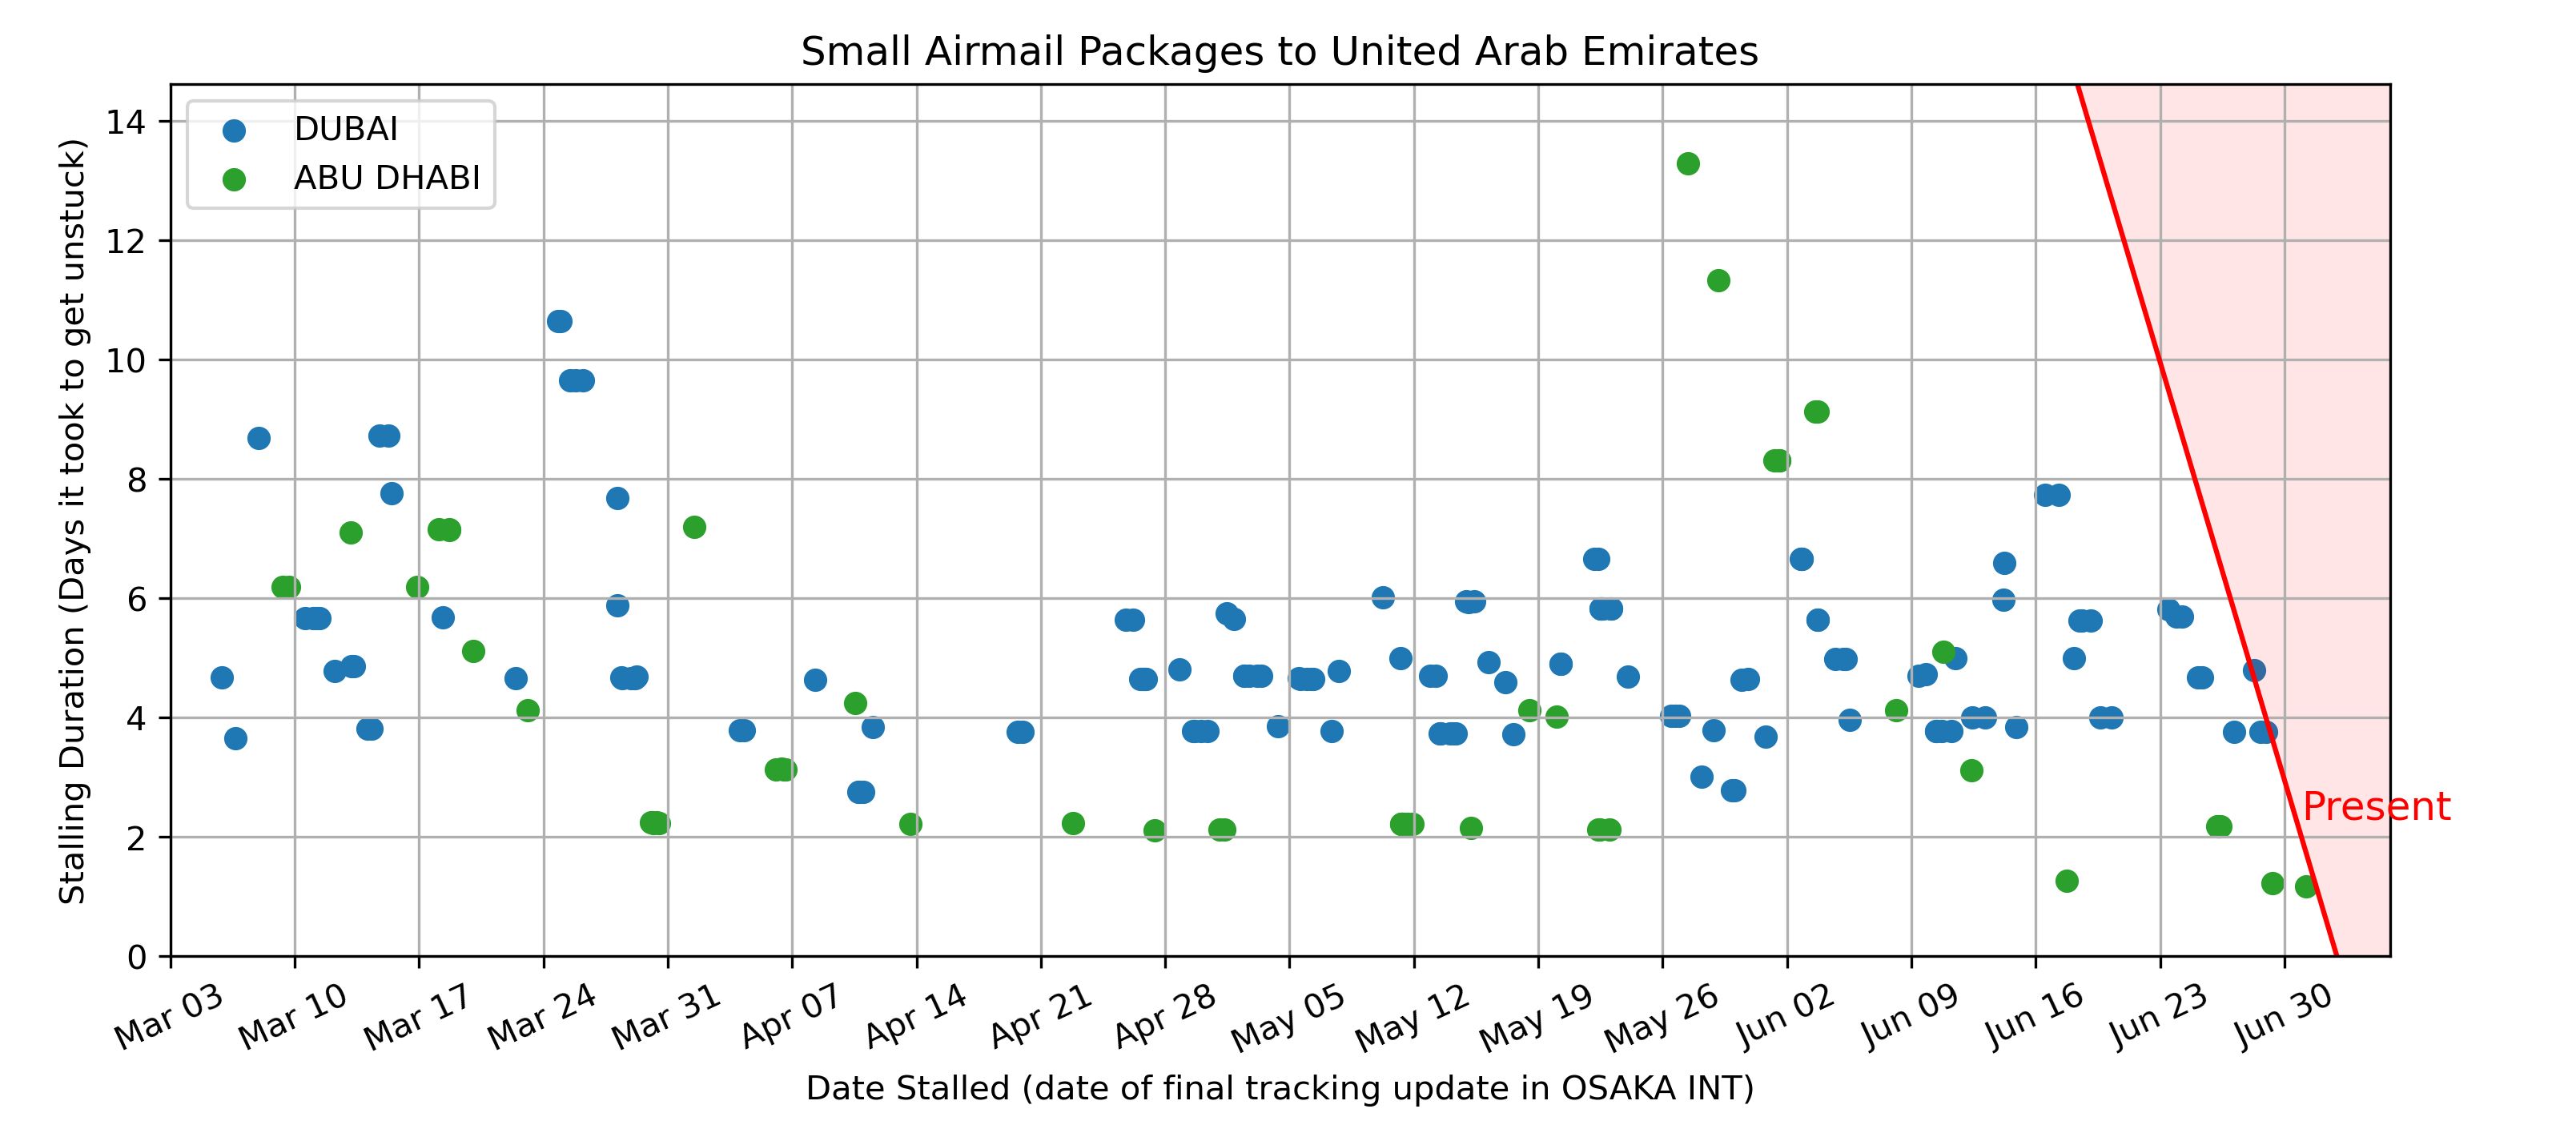 Small Airmail Packages to United Arab Emirates
DUBAI
ABU DHABI
Stalling Duration (Days it took to get unstuck)
14
12
10
8
6
4
2
0
Present
Mar 03
Mar 10
Mar 17
Mar 24
Mar 31
Apr 07
Apr 14
Apr 21
Apr 28
May 05
May 12
May 19
May 26
Jun 02
Jun 09
Jun 16
Jun 23
Jun 30
Date Stalled (date of final tracking update in OSAKA INT)